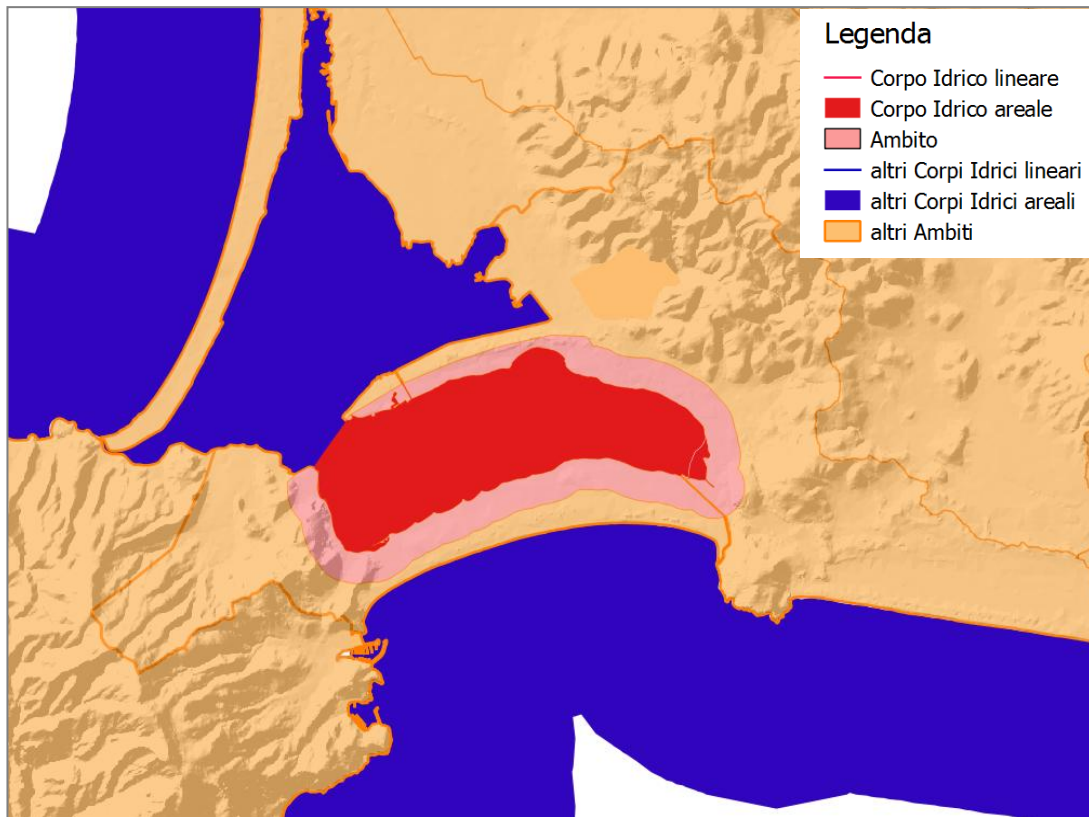 Legenda
Corpo Idrico lineare
Corpo Idrico areale
Ambito
altri Corpi Idrici lineari
altri Corpi Idrici areali
altri Ambiti